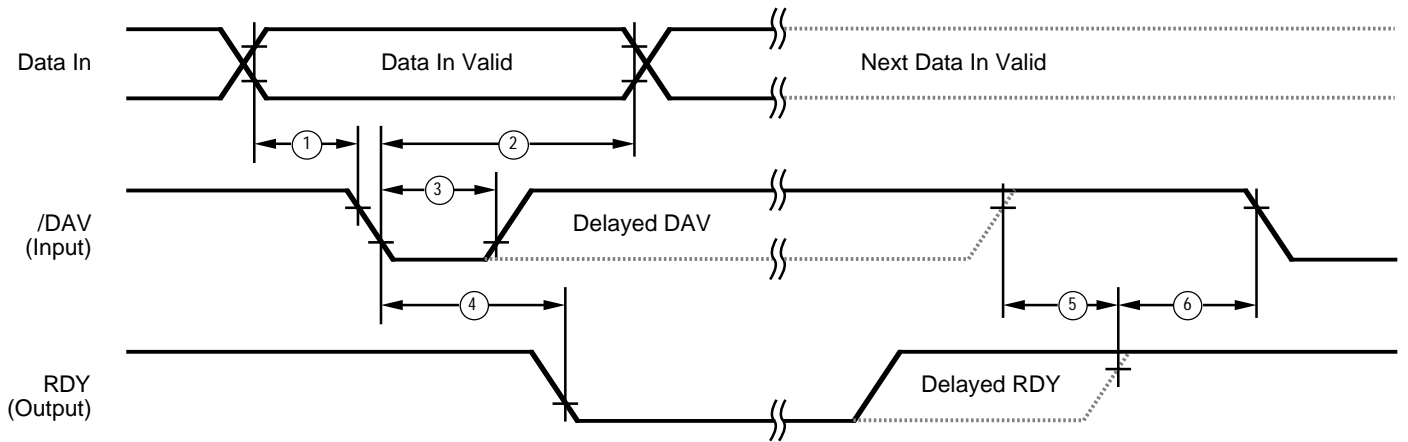 Data In
Data In Valid
Next Data In Valid
1
2
3
/DAV
(Input)
Delayed DAV
4
5
6
RDY
(Output)
Delayed RDY